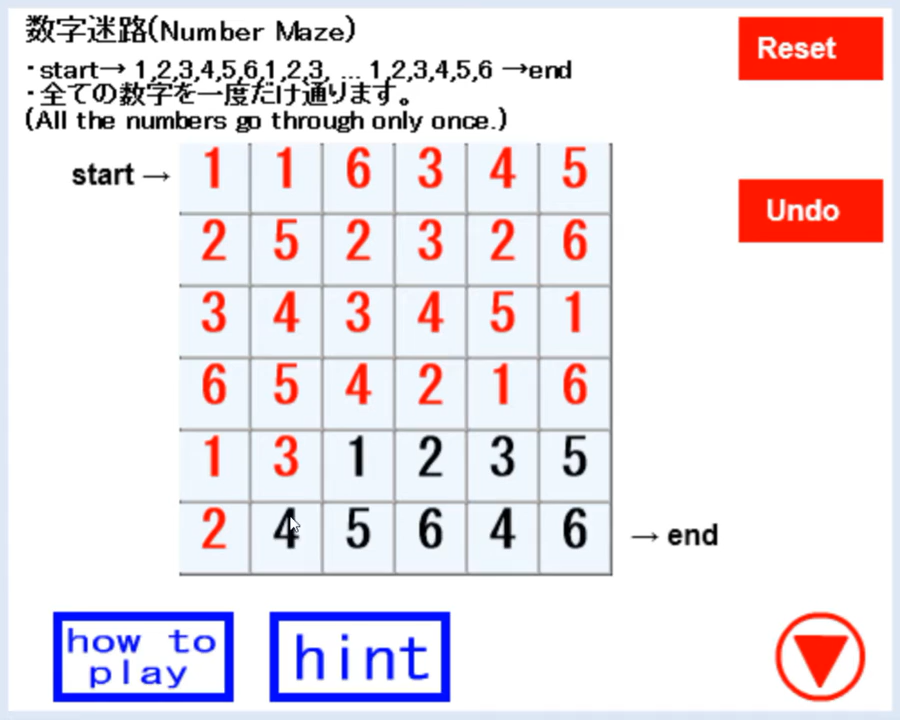 数字迷路(Number Maze)
・start→ 1,2,3,4,5,6,1,2,3, ... 1,2,3,4,5,6 →end
・全ての数字を一度だけ通ります。
(All the numbers go through only once.)
Reset
start →
1 1 6 3 4 5
Undo
2 5 2 3 2 6
3 4 3 4 5 1
6 5 4 2 1 6
1 3 1 2 3 5
2 4 5 6 4 6
→ end
how to
play
hint